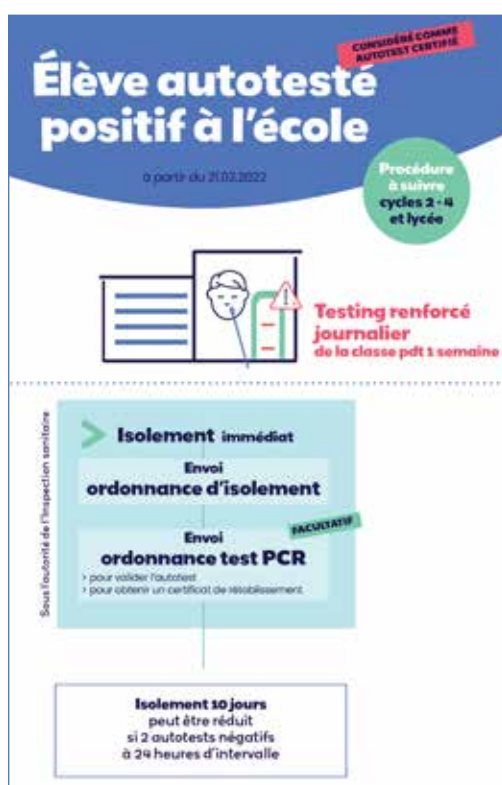 CONSIDÉRÉ COMME
AUTOTEST CERTIFIÉ
Élève autotesté
positif à l'école
à partir du 21.02.2022
Procédure
à suivre
cycles 2 - 4
et lycée
Testing renforcé
journalier
de la classe pdt 1 semaine
Sous l'autorité de l'Inspection sanitaire
> Isolement immédiat
Envoi
ordonnance d'isolement
FACULTATIF
Envoi
ordonnance test PCR
> pour valider l'autotest
> pour obtenir un certificat de rétablissement
Isolement 10 jours
peut être réduit
si 2 autotests négatifs
à 24 heures d'intervalle